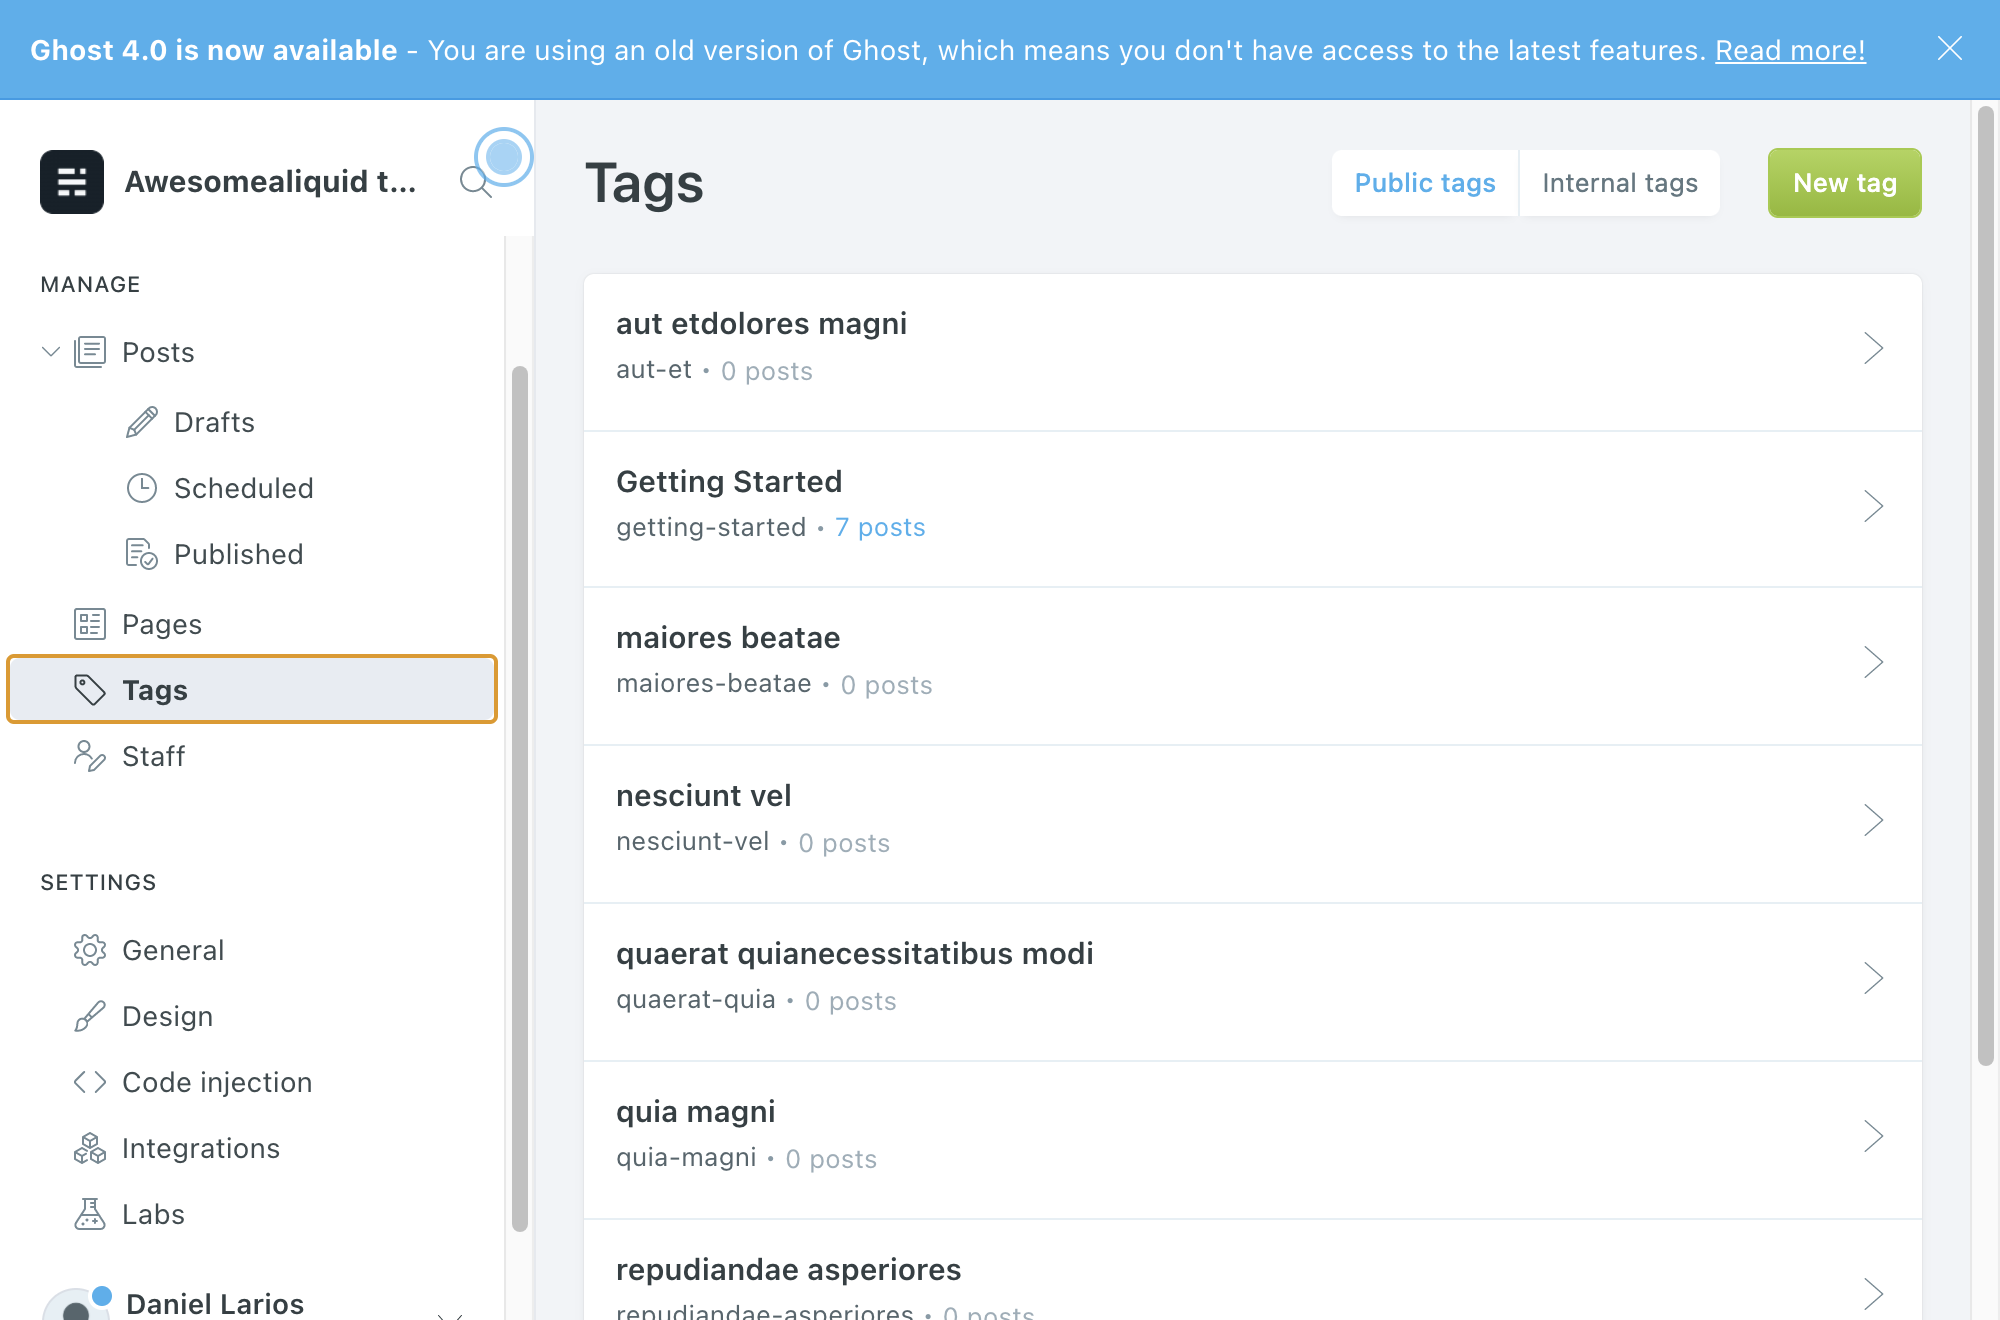 Ghost 4.0 is now available - You are using an old version of Ghost, which means you don't have access to the latest features. Read more!
Awesomealiquid t...
MANAGE
Posts
Drafts
Scheduled
Published
Pages
Tags
Staff
SETTINGS
General
Design
Code injection
Integrations
Labs
Daniel Larios
Tags
Public tags
Internal tags
New tag
aut etdolores magni
aut-et • 0 posts
Getting Started
getting-started • 7 posts
maiores beatae
maiores-beatae • 0 posts
nesciunt vel
nesciunt-vel • 0 posts
quaerat quianecessitatibus modi
quaerat-quia • 0 posts
quia magni
quia-magni • 0 posts
repudiandae asperiores
repudiandae-asperiores • 0 posts